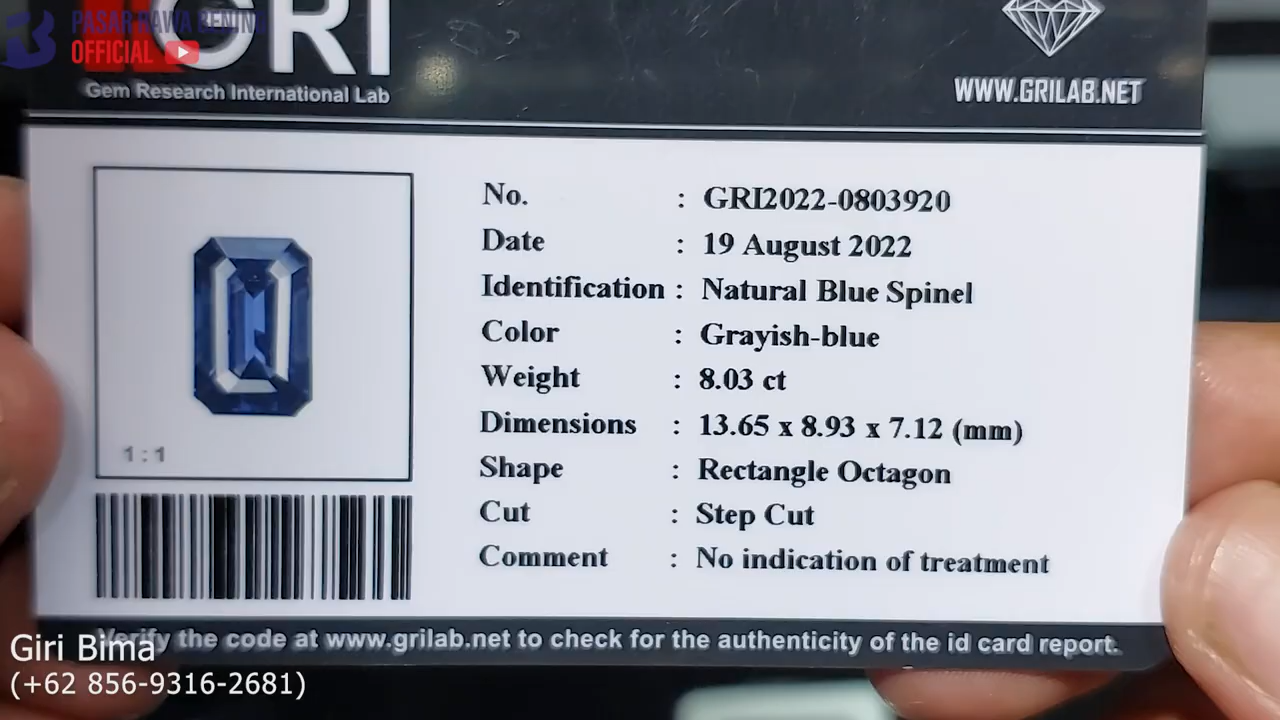 PASAR RAWA BENING
OFFICIAL
GRI
Gem Research International Lab
WWW.GRILAB.NET
No. : GRI2022-0803920
Date : 19 August 2022
Identification : Natural Blue Spinel
Color : Grayish-blue
Weight : 8.03 ct
Dimensions : 13.65 x 8.93 x 7.12 (mm)
Shape : Rectangle Octagon
Cut : Step Cut
Comment : No indication of treatment
1 : 1
Verify the code at www.grilab.net to check for the authenticity of the id card report.
Giri Bima
(+62 856-9316-2681)